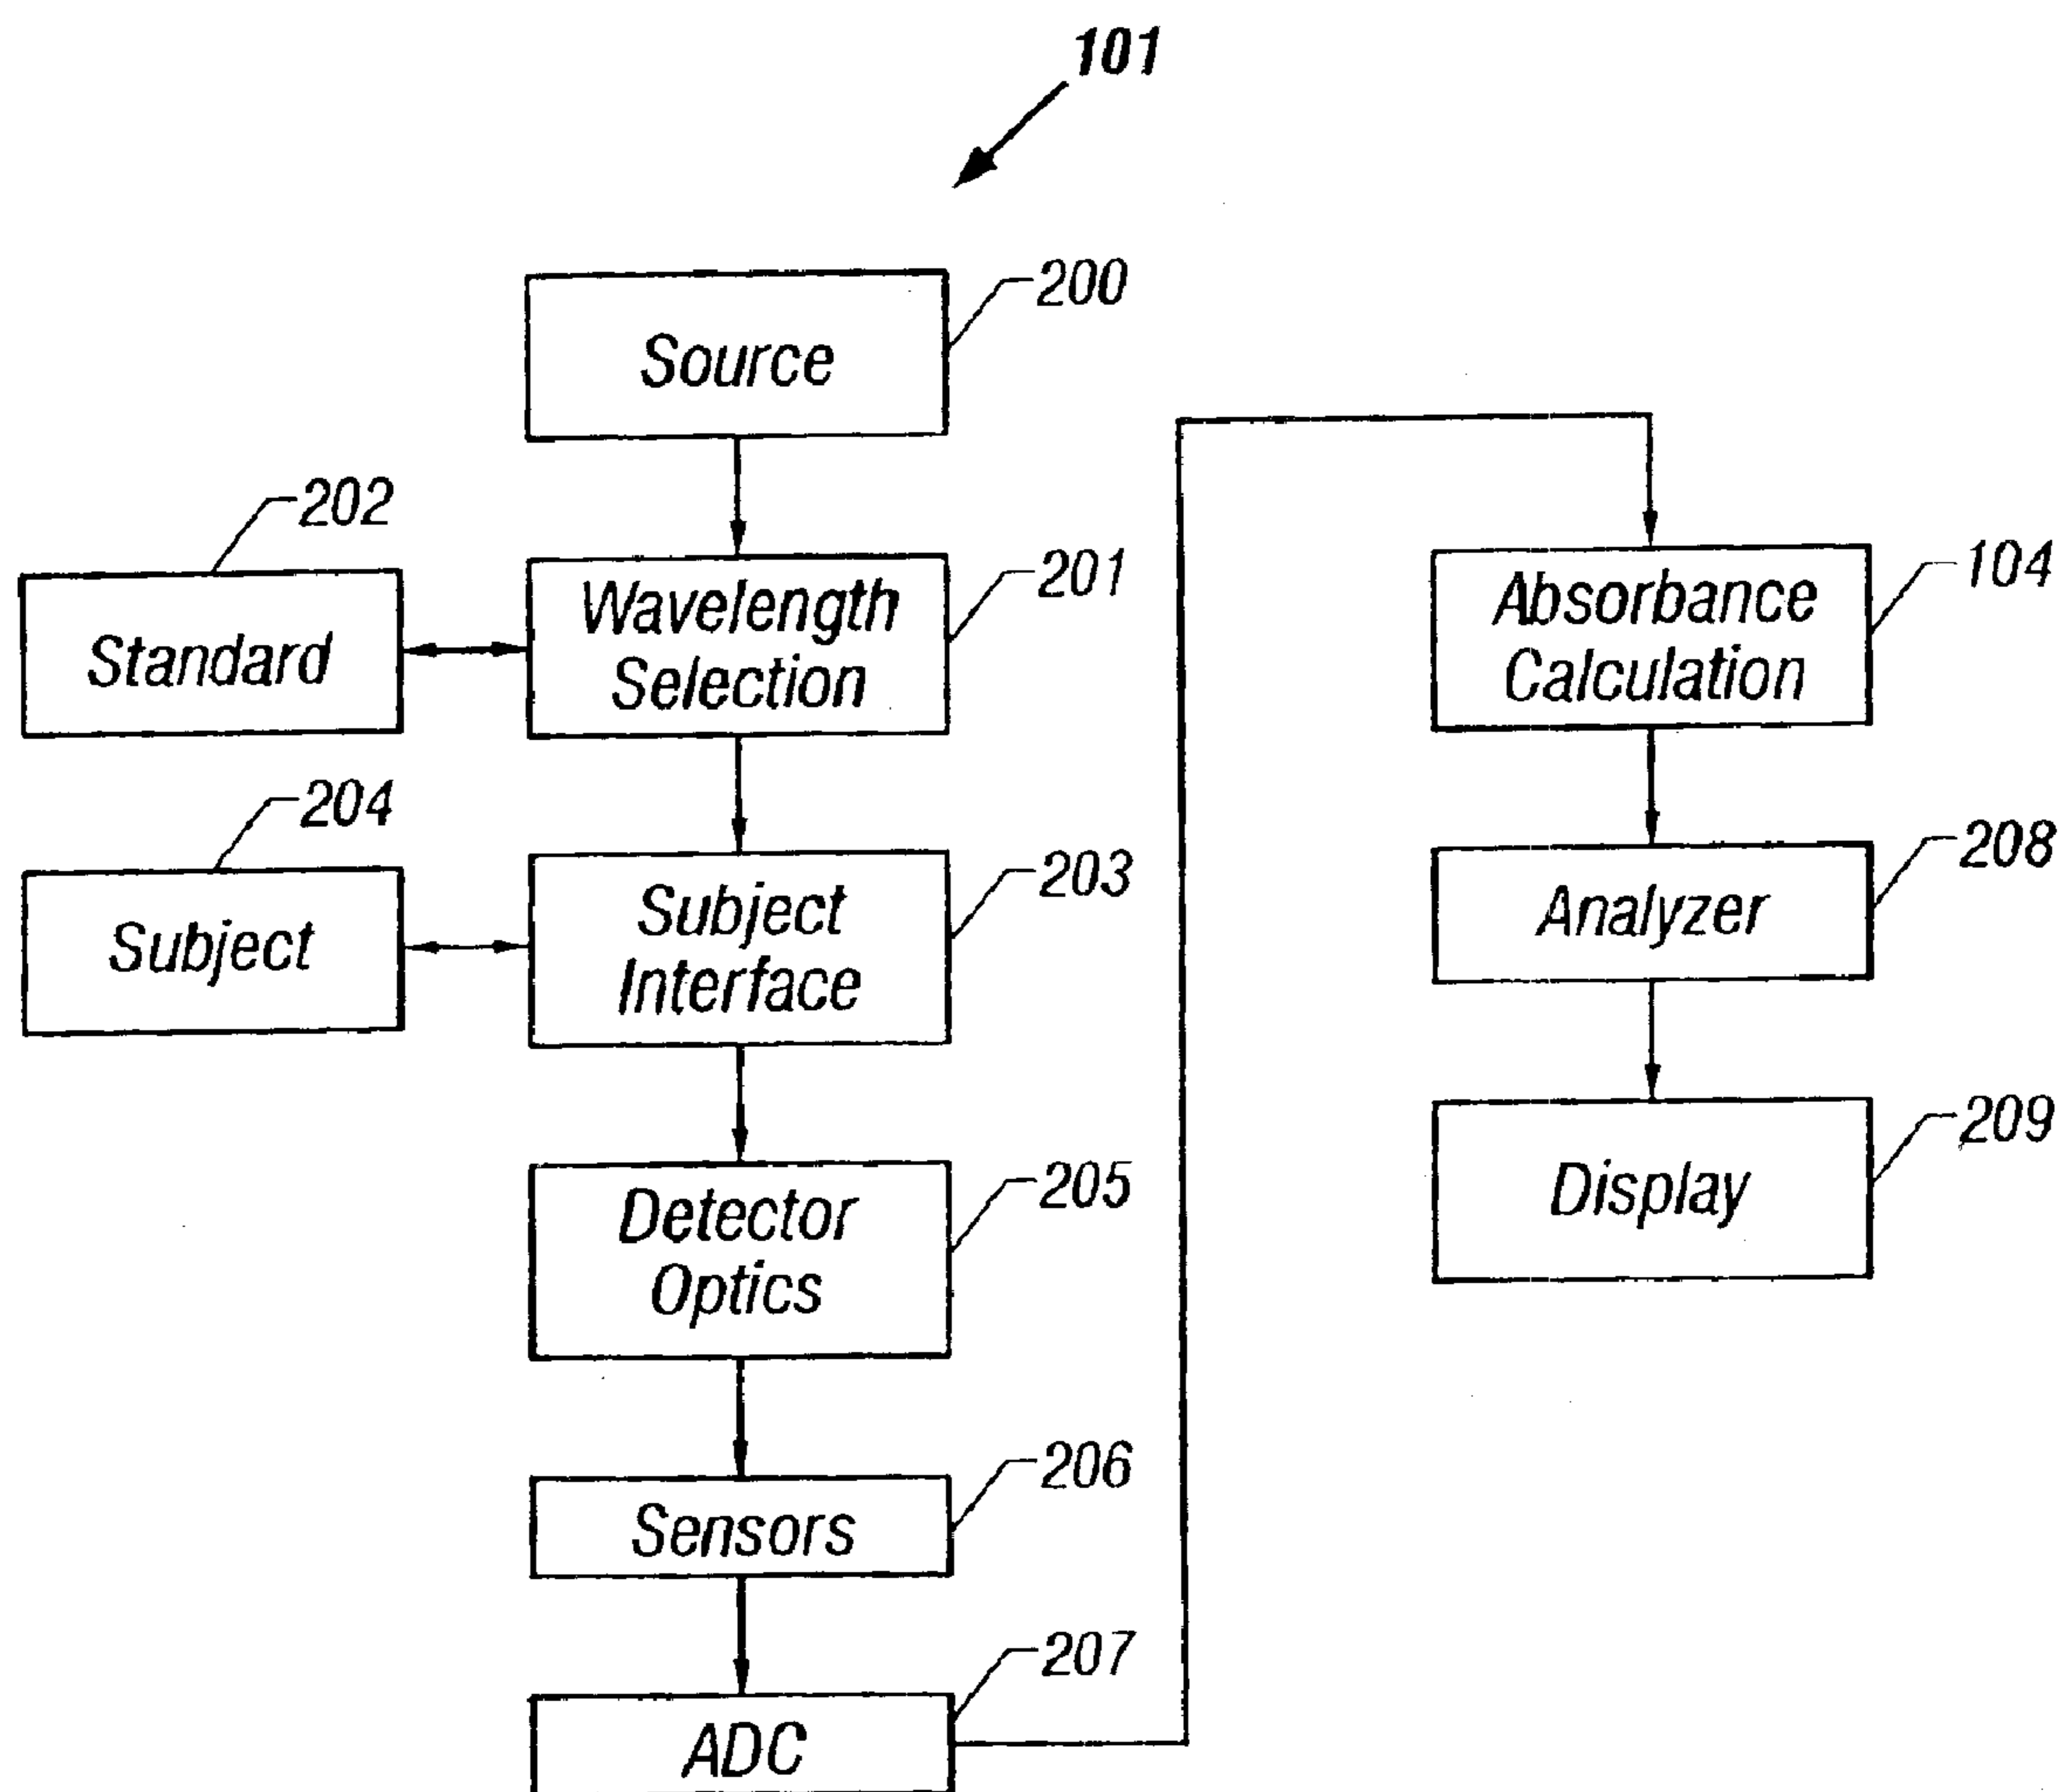 101
200
Source
202
Standard
201
Wavelength
Selection
204
Subject
203
Subject
Interface
205
Detector
Optics
206
Sensors
207
ADC
104
Absorbance
Calculation
208
Analyzer
209
Display